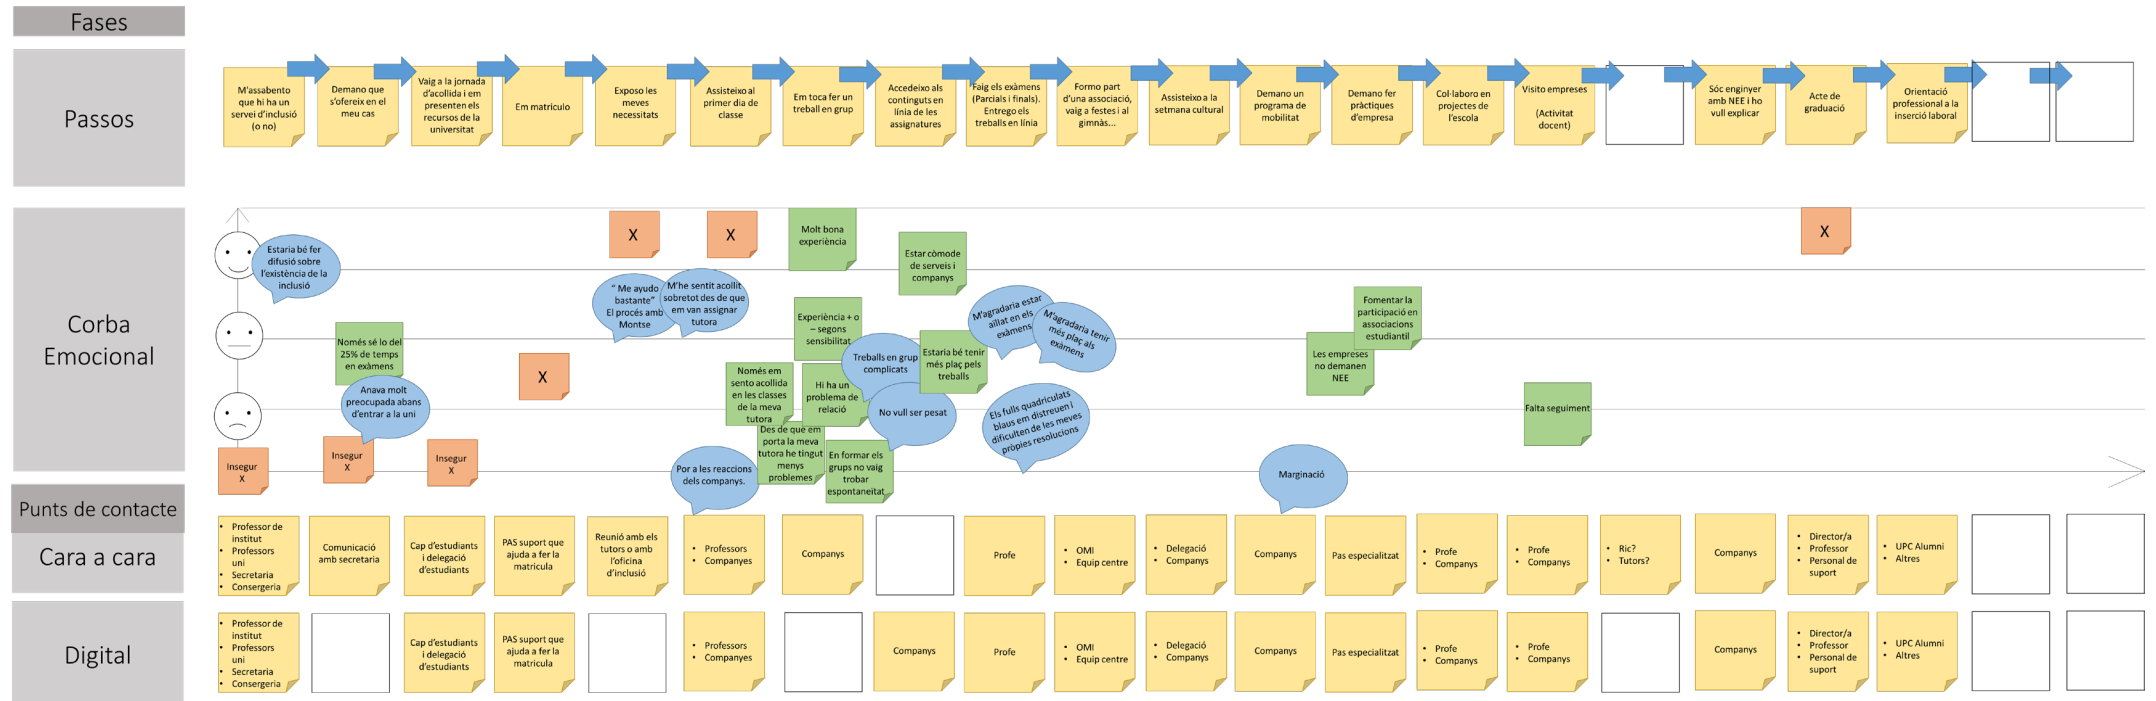 Fases
Passos
M'assabento
que hi ha un
servei d'inclusió
(o no)
Demano que
s'ofereix en el
meu cas
Vaig a la jornada
d'acollida i em
presenten els
recursos de la
universitat
Em matriculo
Exposo les
meves
necessitats
Assisteixo al
primer dia de
classe
Em toca fer un
treball en grup
Accedeixo als
continguts en
línia de les
assignatures
Faig els exàmens
(Parcials i finals).
Entrego els
treballs en línia
Formo part
d'una associació,
vaig a festes i al
gimnàs...
Assisteixo a la
setmana cultural
Demano un
programa de
mobilitat
Demano fer
pràctiques
d'empresa
Col·laboro en
projectes de
l'escola
Visito empreses
(Activitat
docent)
Sóc enginyer
amb NEE i ho
vull explicar
Acte de
graduació
Orientació
professional a la
inserció laboral
Corba
Emocional
Estaria bé fer
difusió sobre
l'existència de la
inclusió
Insegur
X
Només sé lo del
25% de temps
en exàmens
Anava molt
preocupada abans
d'entrar a la uni
Insegur
X
Insegur
X
X
X
" Me ayudo
bastante"
El procés amb
Montse
X
M'he sentit acollit
sobretot des de que
em van assignar
tutora
Molt bona
experiència
Estar còmode
de serveis i
companys
Experiència + o
– segons
sensibilitat
Treballs en grup
complicats
Estaria bé tenir
més plaç pels
treballs
M'agradaria estar
aïllat en els
exàmens
M'agradaria tenir
més plaç als
exàmens
Només em
sento acollida
en les classes
de la meva
tutora
Hi ha un
problema de
relació
No vull ser pesat
Els fulls quadriculats
blaus em distreuen i
dificulten de les meves
pròpies resolucions
Des de que em
porta la meva
tutora he tingut
menys
problemes
En formar els
grups no vaig
trobar
espontaneïtat
Por a les reaccions
dels companys.
Marginació
Les empreses
no demanen
NEE
Fomentar la
participació en
associacions
estudiantil
Falta seguiment
X
Punts de contacte
Cara a cara
• Professor de
institut
• Professors
uni
• Secretaria
• Consergeria
Comunicació
amb secretaria
Cap d'estudiants
i delegació
d'estudiants
PAS suport que
ajuda a fer la
matricula
Reunió amb els
tutors o amb
l'oficina
d'inclusió
• Professors
• Companyes
Companys
Profe
• OMI
• Equip centre
• Delegació
• Companys
Companys
Pas especialitzat
• Profe
• Companys
• Profe
• Companys
• Ric?
• Tutors?
Companys
• Director/a
• Professor
• Personal de
suport
• UPC Alumni
• Altres
Digital
• Professor de
institut
• Professors
uni
• Secretaria
• Consergeria
Cap d'estudiants
i delegació
d'estudiants
PAS suport que
ajuda a fer la
matricula
• Professors
• Companyes
Companys
Profe
• OMI
• Equip centre
• Delegació
• Companys
Companys
Pas especialitzat
• Profe
• Companys
• Profe
• Companys
Companys
• Director/a
• Professor
• Personal de
suport
• UPC Alumni
• Altres